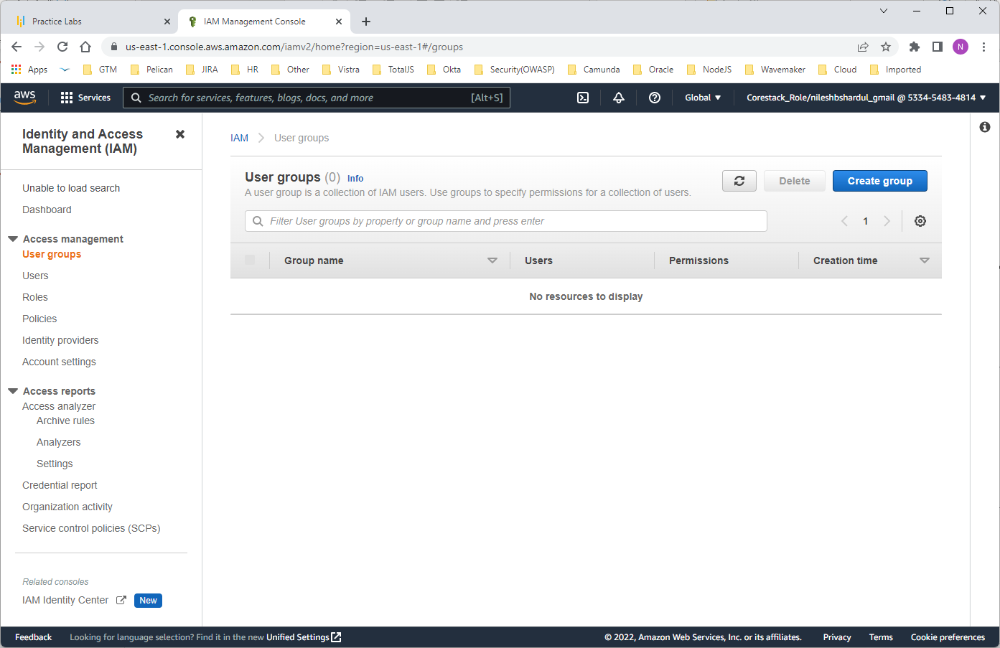 Practice Labs
IAM Management Console
us-east-1.console.aws.amazon.com/iamv2/home?region=us-east-1#/groups
N
Apps GTM Pelican JIRA HR Other Vistra TotalJS Okta Security(OWASP) Camunda Oracle NodeJS Wavemaker Cloud Imported
aws Services Search for services, features, blogs, docs, and more [Alt+S] Global Corestack_Role/nileshbshardul_gmail @ 5334-5483-4814
Identity and Access
Management (IAM)
Unable to load search
Dashboard
Access management
User groups
Users
Roles
Policies
Identity providers
Account settings
Access reports
Access analyzer
Archive rules
Analyzers
Settings
Credential report
Organization activity
Service control policies (SCPs)
Related consoles
IAM Identity Center New
IAM User groups
User groups (0) Info
A user group is a collection of IAM users. Use groups to specify permissions for a collection of users.
Delete
Create group
Filter User groups by property or group name and press enter
1
Group name Users Permissions Creation time
No resources to display
Feedback Looking for language selection? Find it in the new Unified Settings © 2022, Amazon Web Services, Inc. or its affiliates. Privacy Terms Cookie preferences